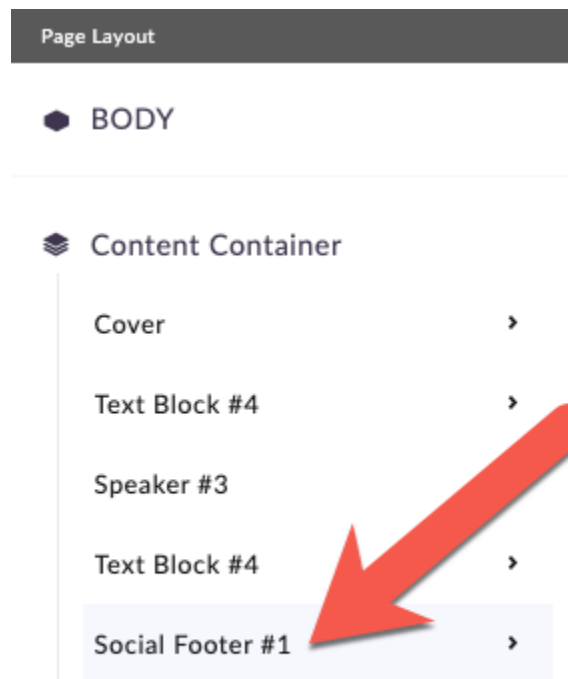 Page Layout
BODY
Content Container
Cover
Text Block #4
Speaker #3
Text Block #4
Social Footer #1